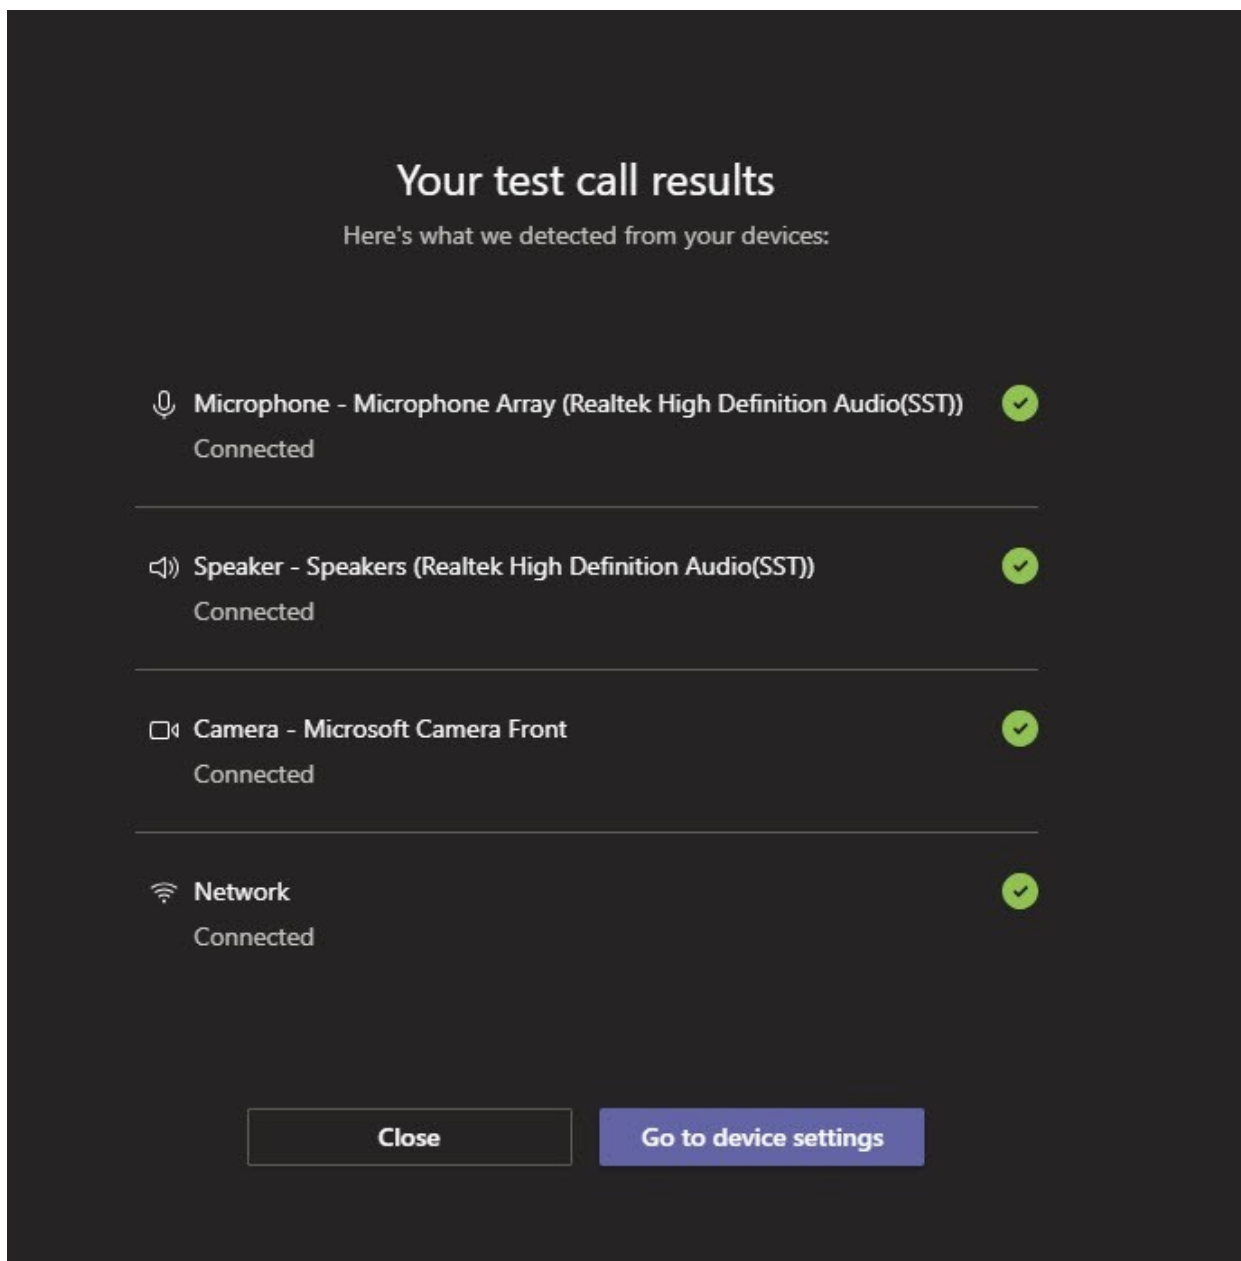 Your test call results
Here's what we detected from your devices:
Microphone - Microphone Array (Realtek High Definition Audio(SST))
Connected
Speaker - Speakers (Realtek High Definition Audio(SST))
Connected
Camera - Microsoft Camera Front
Connected
Network
Connected
Close
Go to device settings